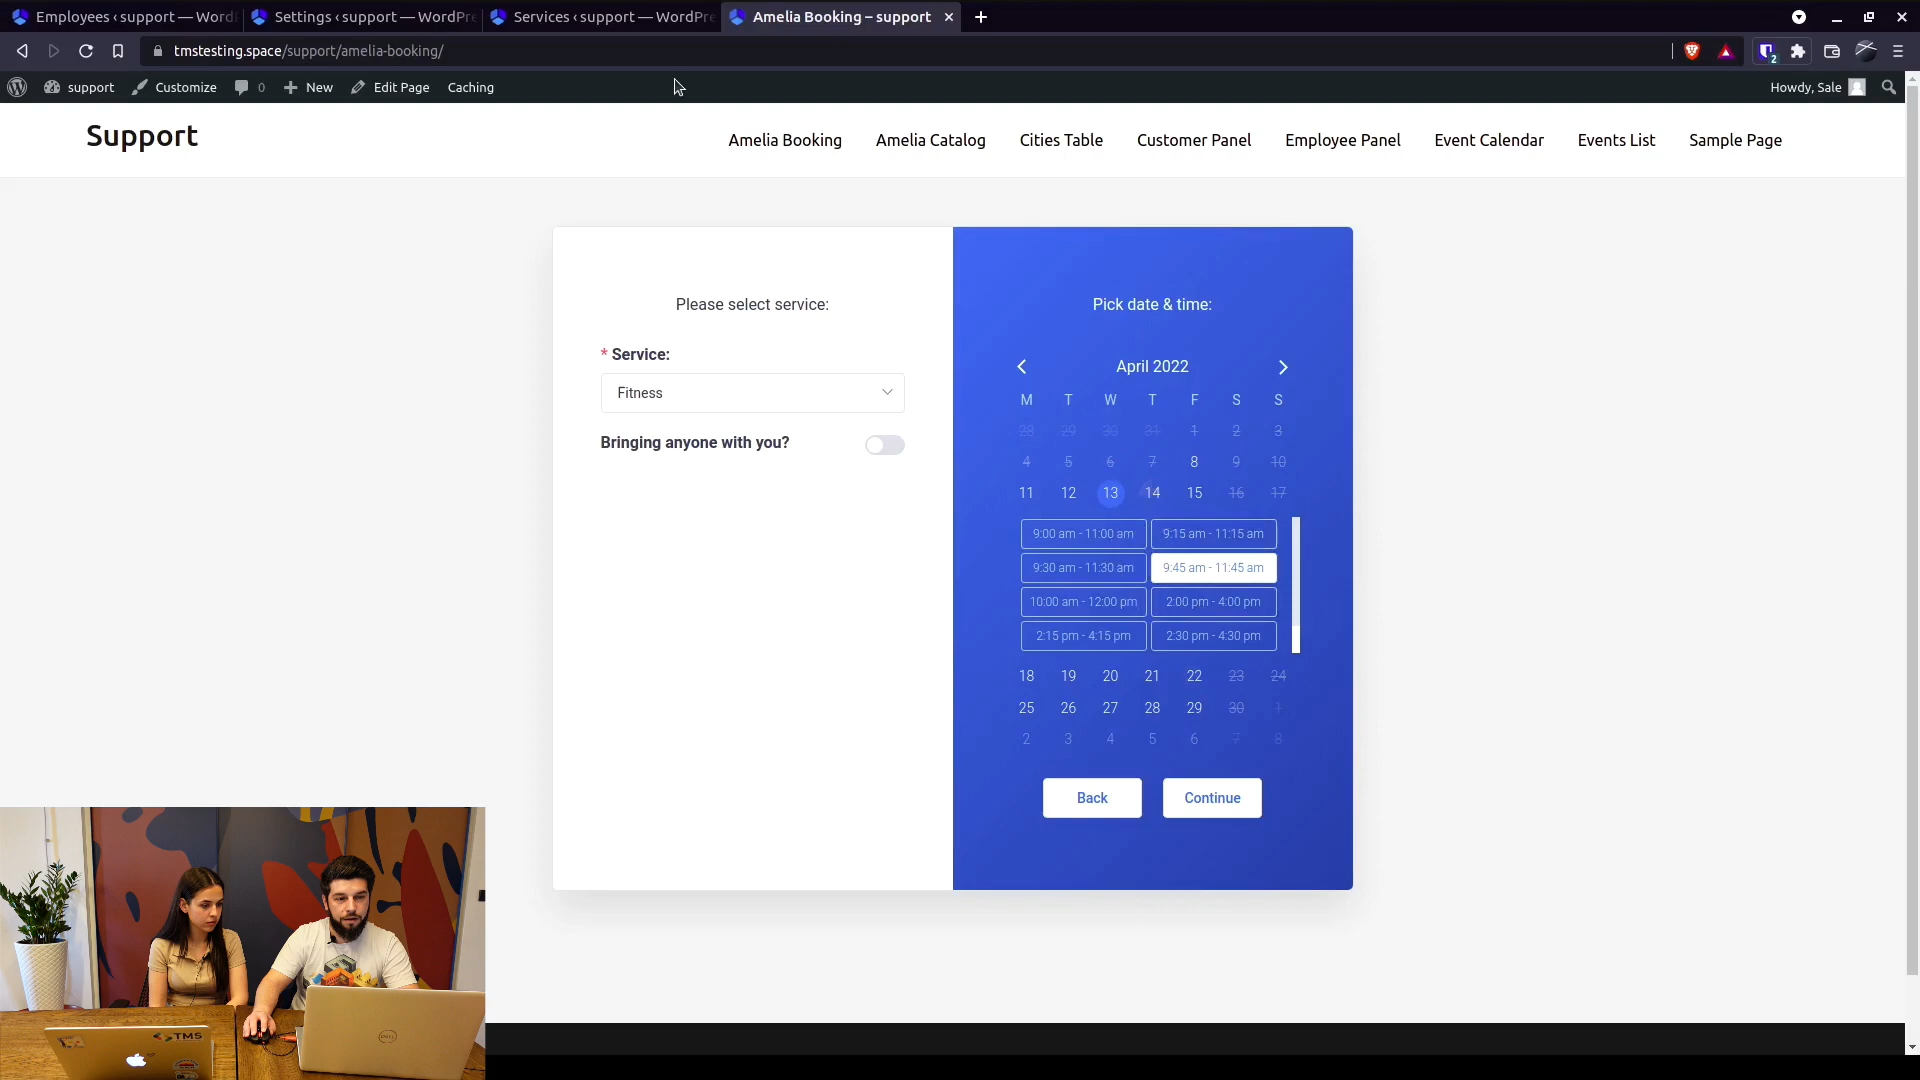 Employees ‹ support — Word
Settings ‹ support — WordPre
Services ‹ support — WordPre
Amelia Booking – support
tmstesting.space/support/amelia-booking/
2
support
Customize
0
New
Edit Page
Caching
Howdy, Sale
Support
Amelia Booking
Amelia Catalog
Cities Table
Customer Panel
Employee Panel
Event Calendar
Events List
Sample Page
Please select service:
* Service:
Fitness
Bringing anyone with you?
Pick date & time:
April 2022
M T W T F S S
28 29 30 31 1 2 3
4 5 6 7 8 9 10
11 12 13 14 15 16 17
9:00 am - 11:00 am 9:15 am - 11:15 am
9:30 am - 11:30 am 9:45 am - 11:45 am
10:00 am - 12:00 pm 2:00 pm - 4:00 pm
2:15 pm - 4:15 pm 2:30 pm - 4:30 pm
18 19 20 21 22 23 24
25 26 27 28 29 30 1
2 3 4 5 6 7 8
Back Continue
TMS
DELL